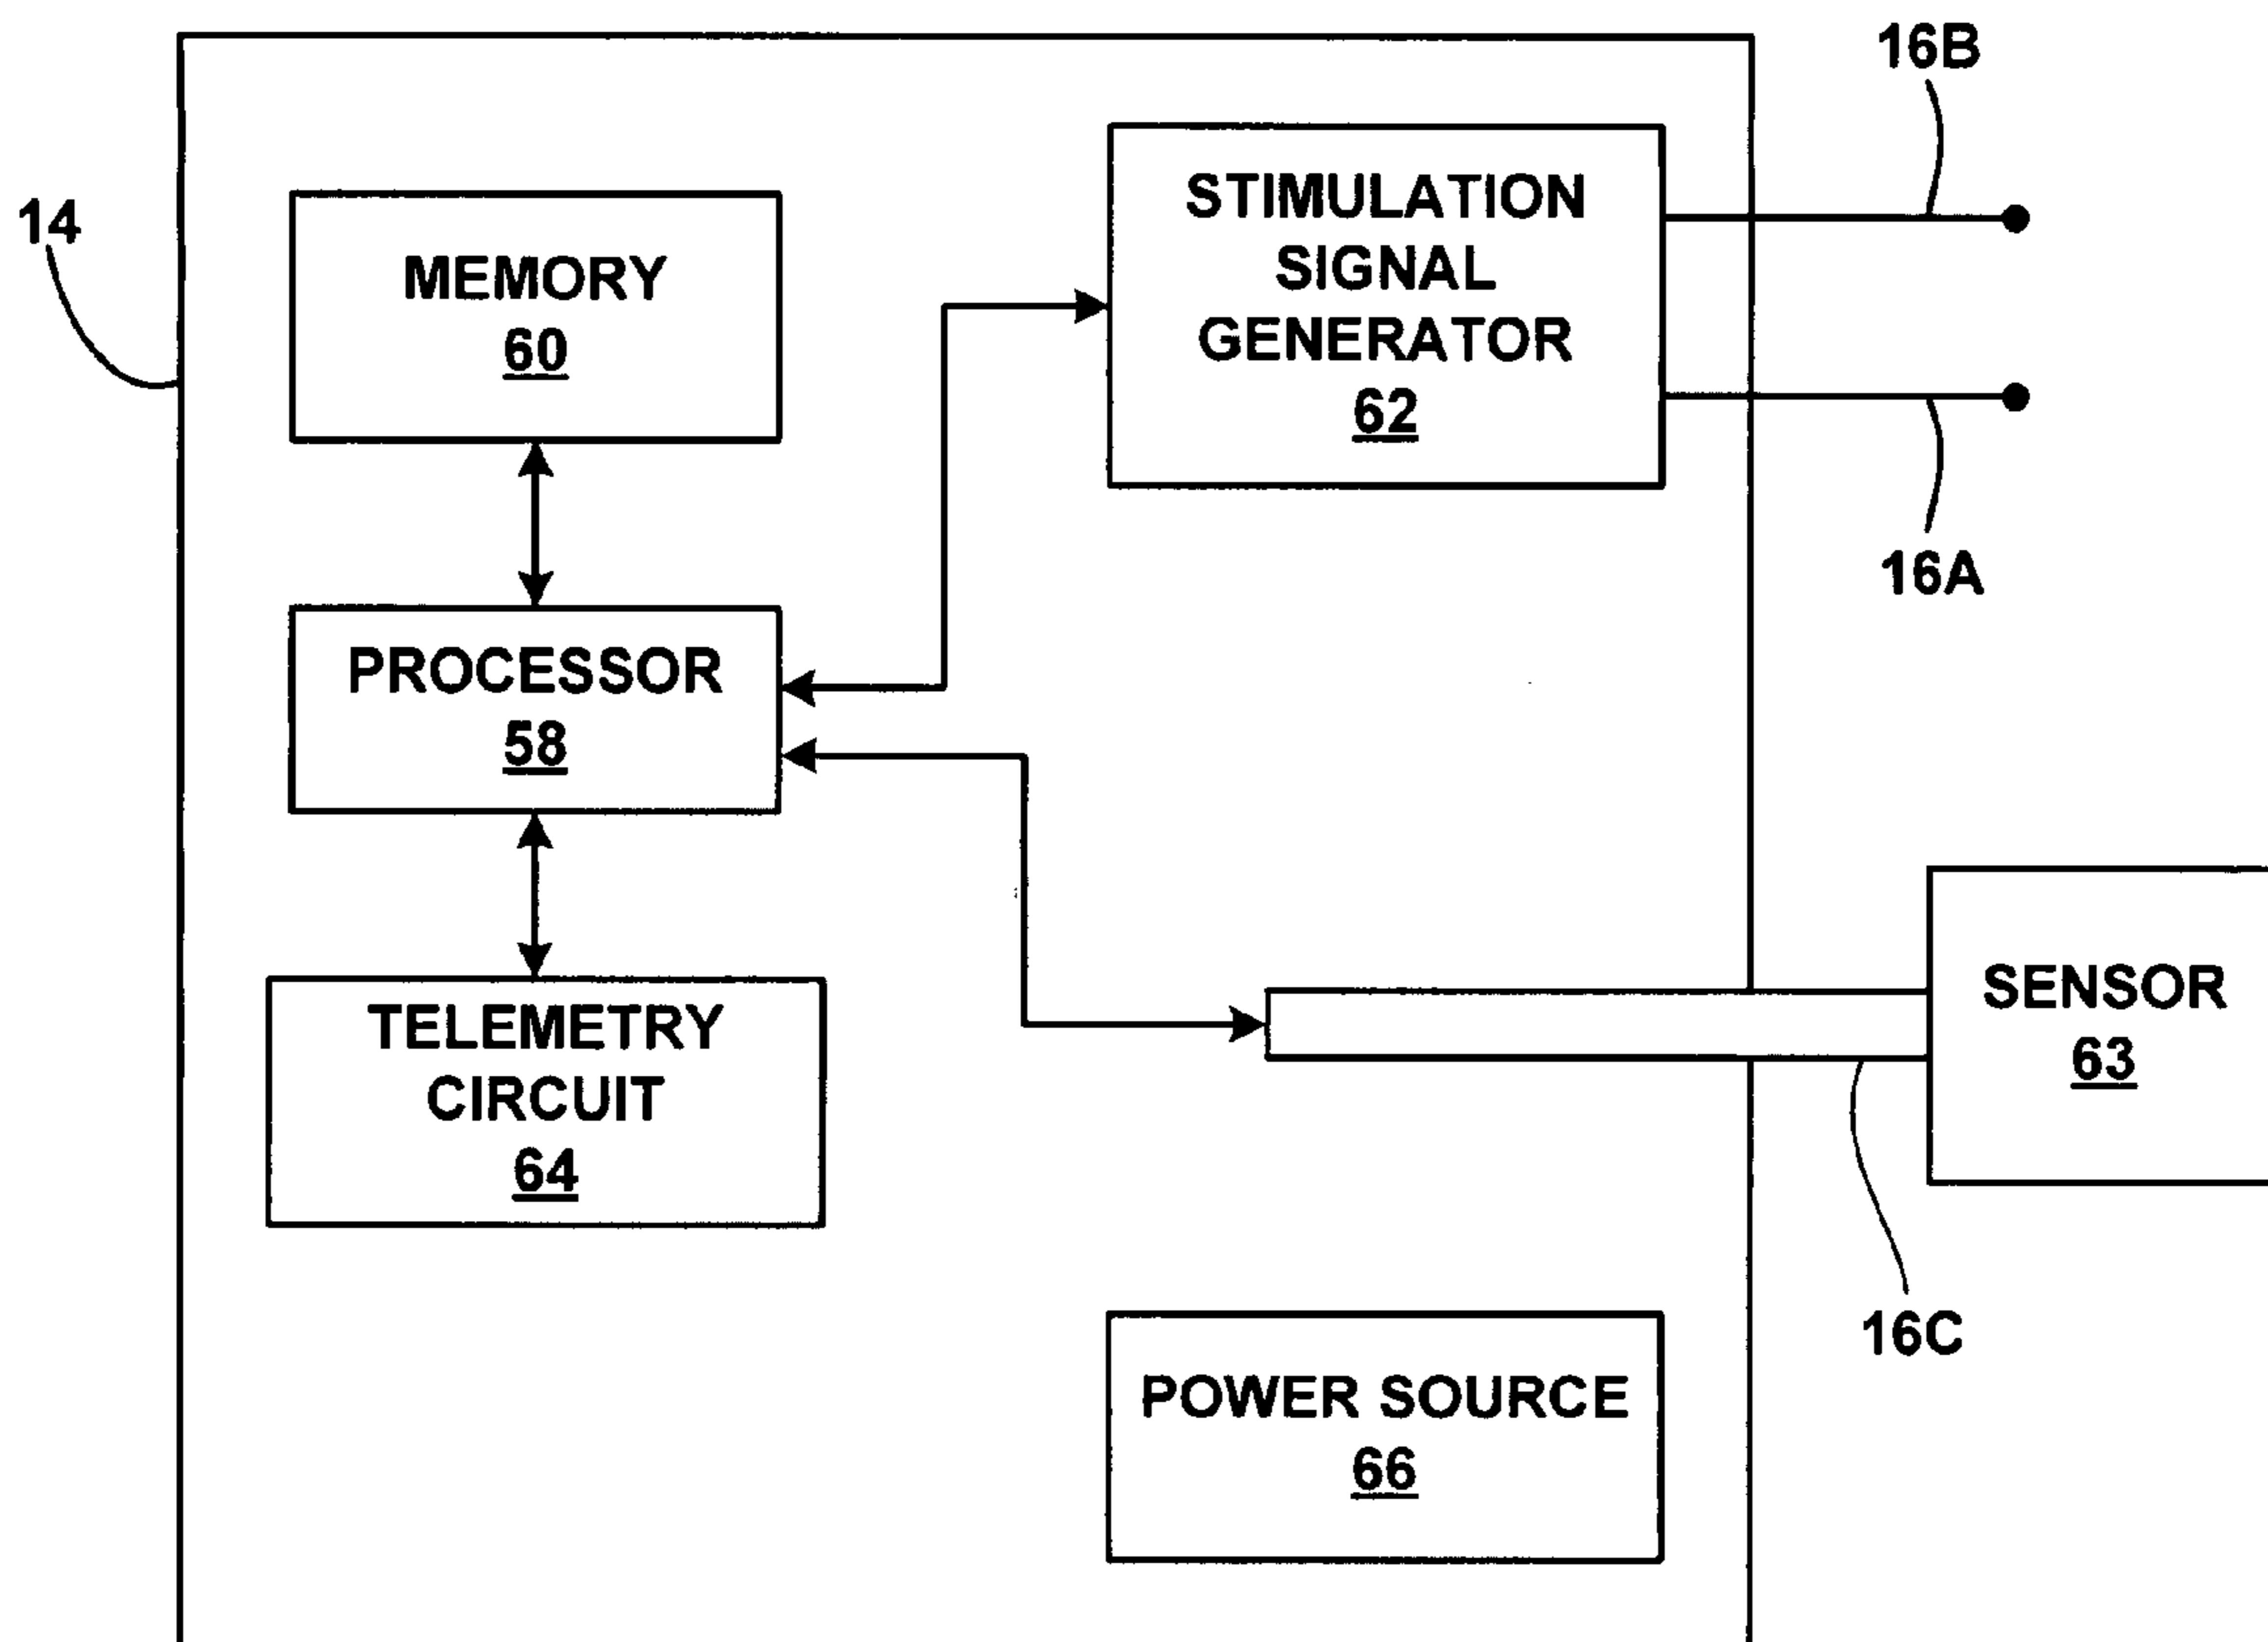 16B
14
MEMORY
60
STIMULATION
SIGNAL
GENERATOR
62
16A
PROCESSOR
58
TELEMETRY
CIRCUIT
64
SENSOR
63
16C
POWER SOURCE
66